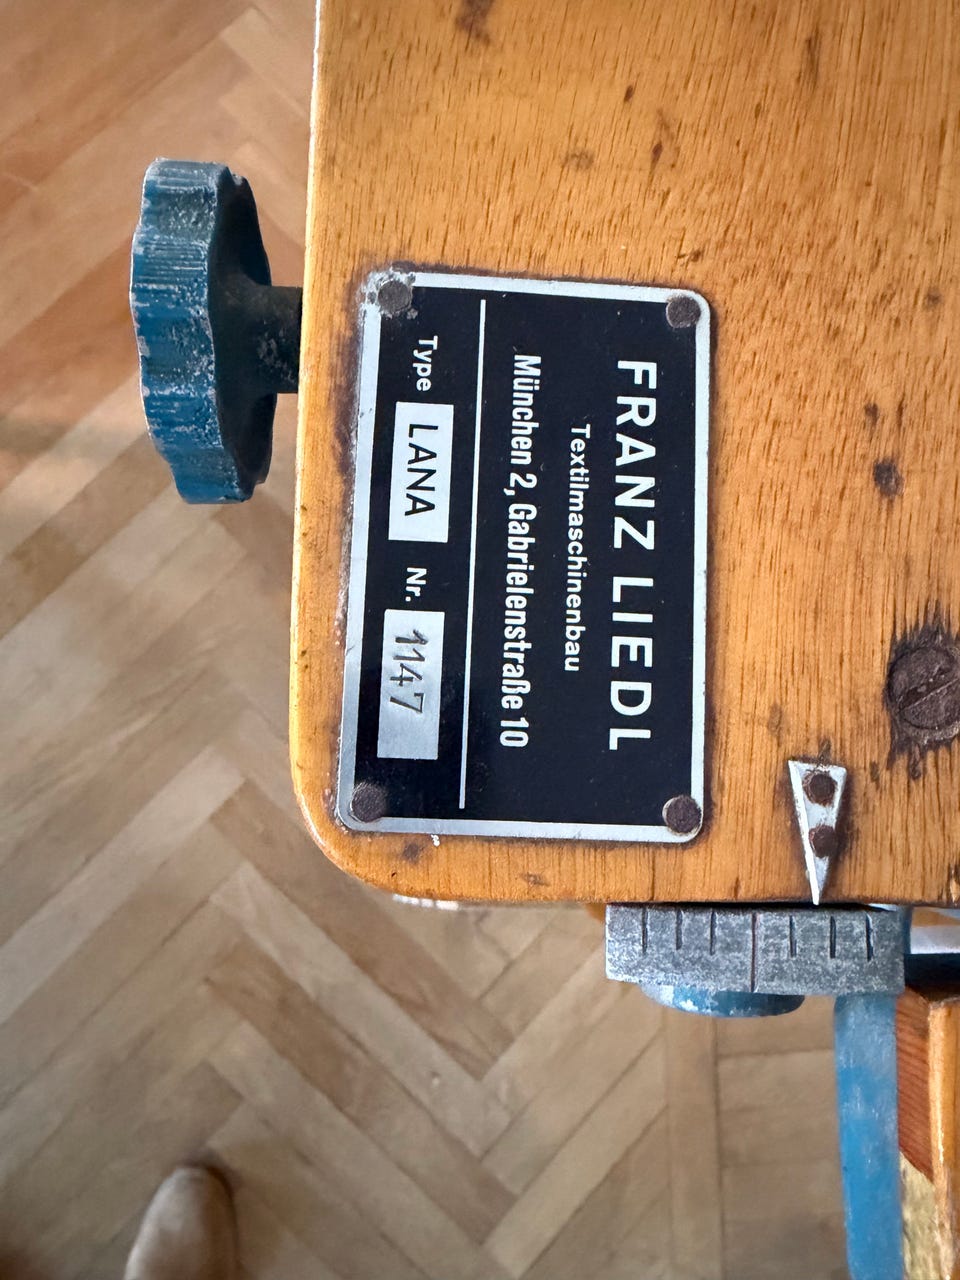 FRANZ LIEDL
Textilmaschinenbau
München 2, Gabrielenstraße 10
Type LANA Nr. 1147